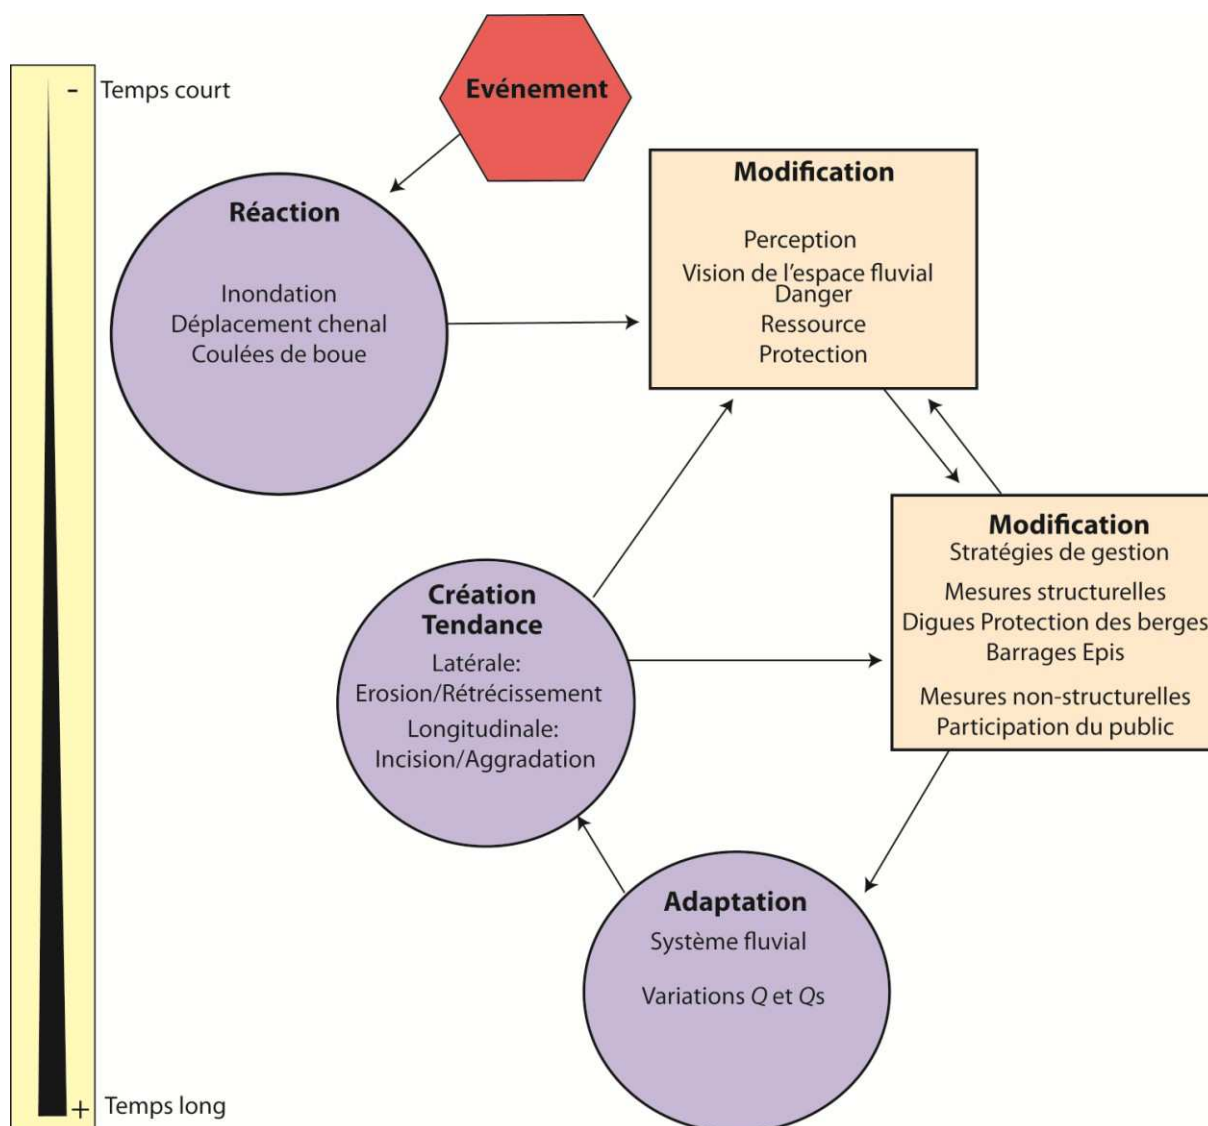 -
Temps court
Evénement
Réaction
Inondation
Déplacement chenal
Coulées de boue
Modification
Perception
Vision de l'espace fluvial
Danger
Ressource
Protection
Modification
Stratégies de gestion
Mesures structurelles
Digues Protection des berges
Barrages Epis
Mesures non-structurelles
Participation du public
Création
Tendance
Latérale:
Erosion/Rétrécissement
Longitudinale:
Incision/Aggradation
Adaptation
Système fluvial
Variations Q et Qs
+ Temps long